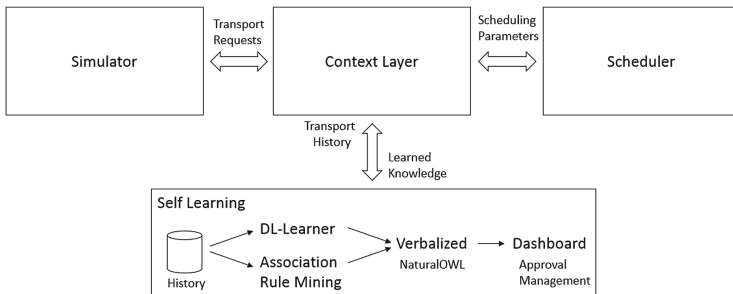 Simulator
Transport
Requests
Context Layer
Scheduling
Parameters
Scheduler
Transport
History
Learned
Knowledge
Self Learning
History
DL-Learner
Association
Rule Mining
Verbalized
NaturalOWL
Dashboard
Approval
Management